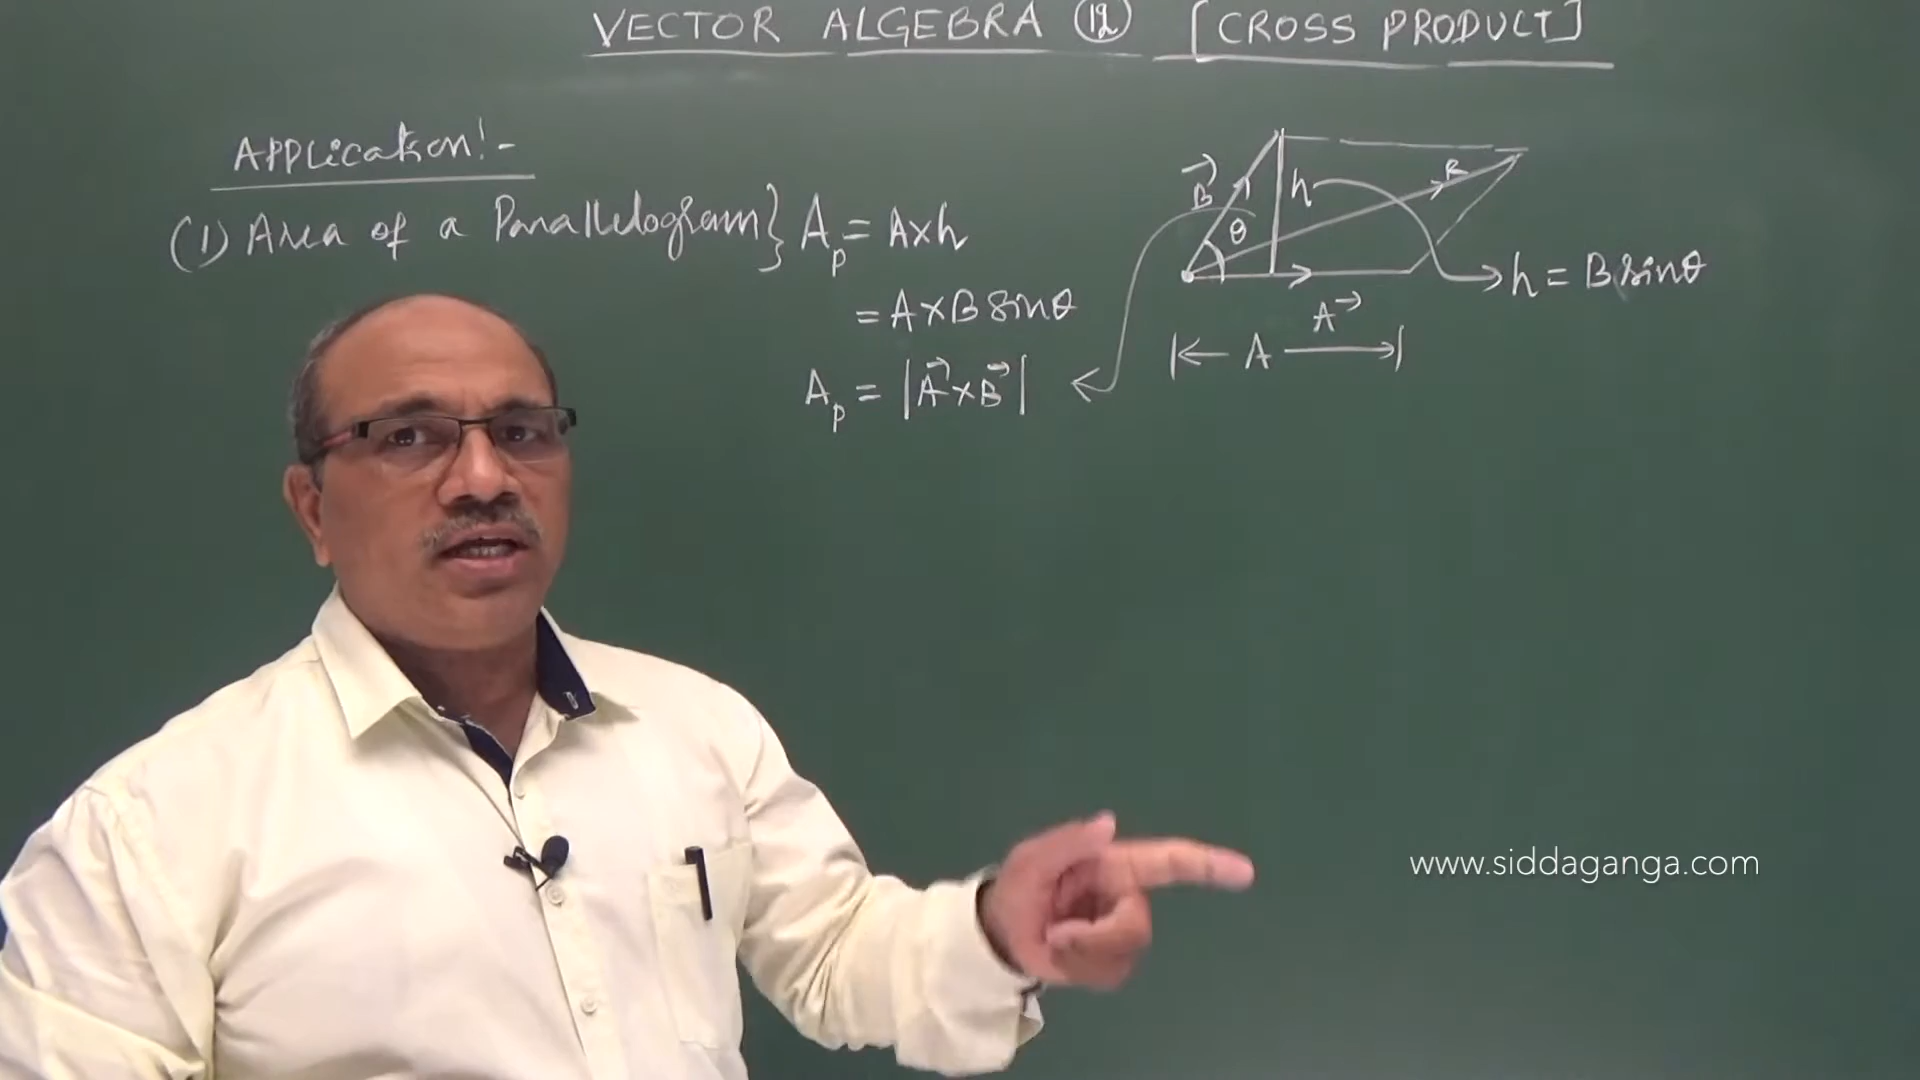 VECTOR ALGEBRA 12 [CROSS PRODUCT]
Application:-
(1) Area of a Parallelogram} Aₚ = A×h
= A×B sinθ
Aₚ = |A⃗×B⃗|
B⃗
θ
h
R
A⃗
A
h = B sinθ
www.siddaganga.com